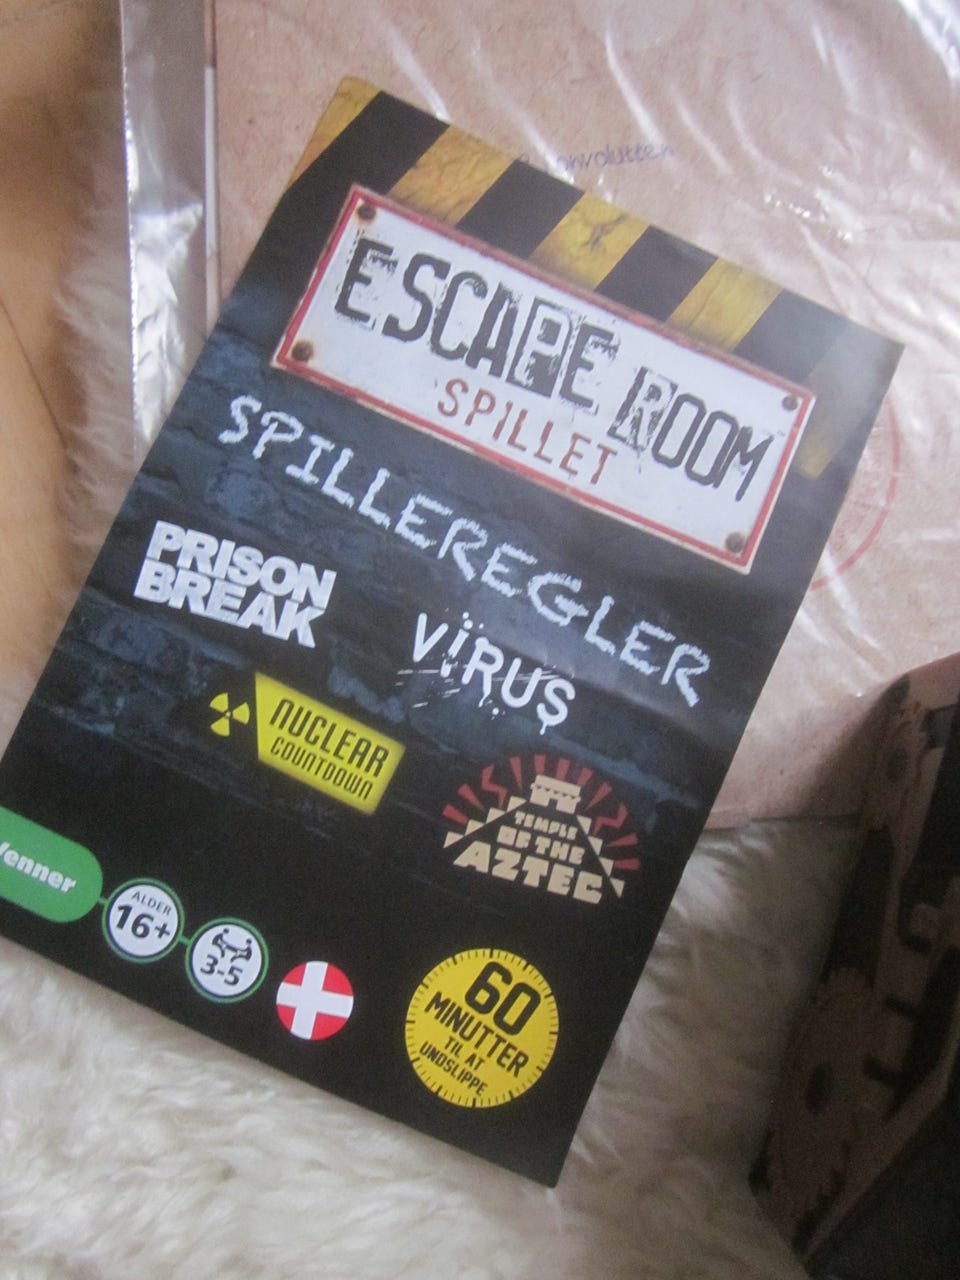 onvolutten
ESCAPE ROOM
SPILLET
SPILLEREGLER
PRISON
BREAK
VIRUS
NUCLEAR
COUNTDOWN
TEMPLE
OF THE
AZTEC
Venner
ALDER
16+
3-5
60
MINUTTER
TIL AT
UNDSLIPPE